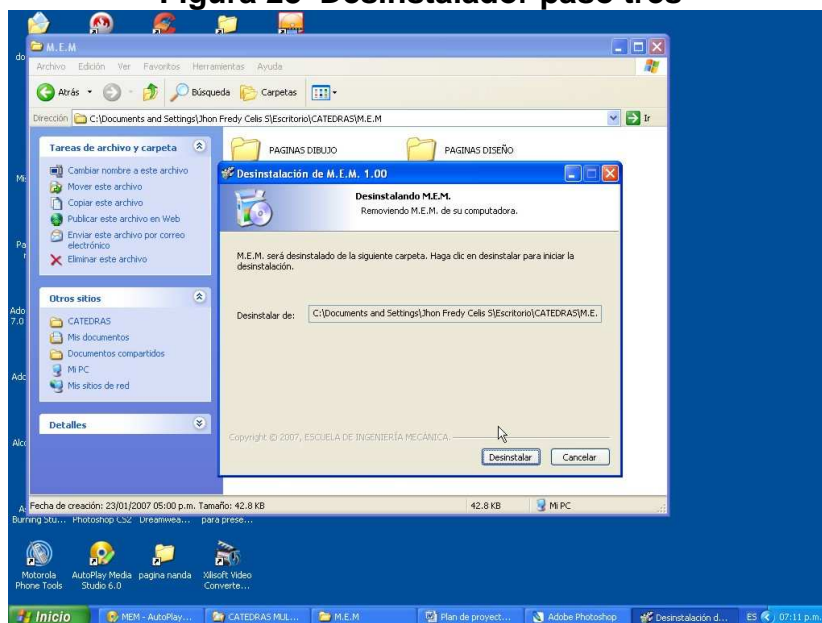 Figura 20 Desinstalador paso tres
M.E.M
Archivo Edición Ver Favoritos Herramientas Ayuda
Atrás Búsqueda Carpetas
Dirección C:\Documents and Settings\Jhon Fredy Celis S\Escritorio\CATEDRAS\M.E.M Ir
Tareas de archivo y carpeta
Cambiar nombre a este archivo
Mover este archivo
Copiar este archivo
Publicar este archivo en Web
Enviar este archivo por correo
electrónico
Eliminar este archivo
Otros sitios
CATEDRAS
Mis documentos
Documentos compartidos
Mi PC
Mis sitios de red
Detalles
PAGINAS DIBUJO PAGINAS DISEÑO
Desinstalación de M.E.M. 1.00
Desinstalando M.E.M.
Removiendo M.E.M. de su computadora.
M.E.M. será desinstalado de la siguiente carpeta. Haga clic en desinstalar para iniciar la
desinstalación.
Desinstalar de: C:\Documents and Settings\Jhon Fredy Celis S\Escritorio\CATEDRAS\M.E.
Copyright © 2007, ESCUELA DE INGENIERÍA MECÁNICA
Desinstalar Cancelar
Fecha de creación: 23/01/2007 05:00 p.m. Tamaño: 42.8 KB 42.8 KB Mi PC
Burning Stu... Photoshop CS2 Dreamwea... para prese...
Motorola
Phone Tools
AutoPlay Media
Studio 6.0
pagina nanda
Xilisoft Video
Converte...
Inicio MEM - AutoPlay... CATEDRAS MUL... M.E.M Plan de proyect... Adobe Photoshop Desinstalación d... ES 07:11 p.m.